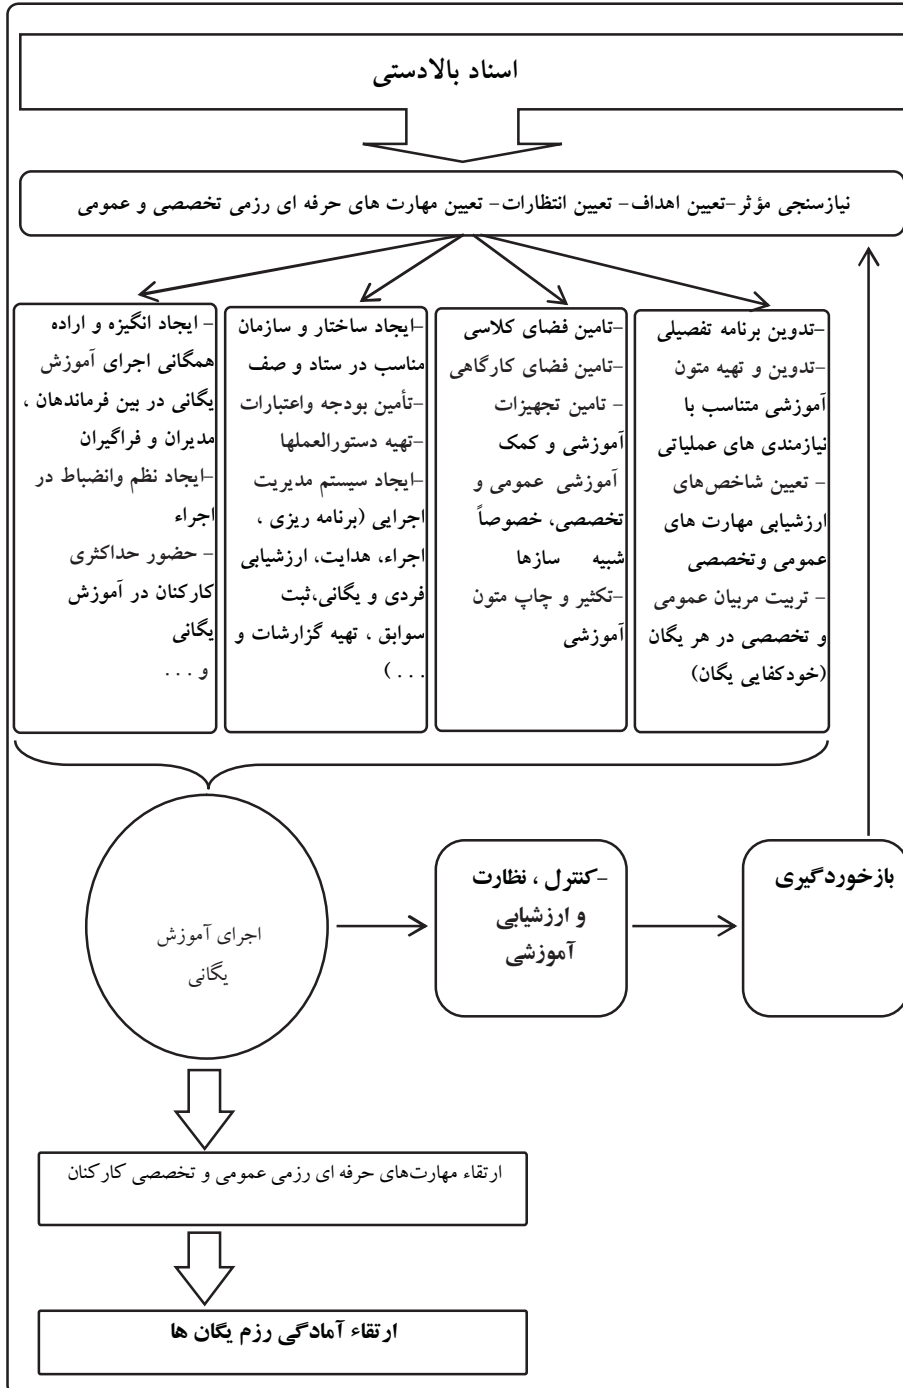 اسناد بالادستی
نیازسنجی مؤثر-تعیین اهداف- تعیین انتظارات- تعیین مهارت های حرفه ای رزمی تخصصی و عمومی
-تدوین برنامه تفصیلی
-تدوین و تهیه متون
آموزشی متناسب با
نیازمندی های عملیاتی
- تعیین شاخص‌های
ارزشیابی مهارت های
عمومی وتخصصی
- تربیت مربیان عمومی
و تخصصی در هر یگان
(خودکفایی یگان)
-تامین فضای کلاسی
-تامین فضای کارگاهی
- تامین تجهیزات
آموزشی و کمک
آموزشی عمومی و
تخصصی، خصوصاً
شبیه سازها
-تکثیر و چاپ متون
آموزشی
-ایجاد ساختار و سازمان
مناسب در ستاد و صف
-تأمین بودجه واعتبارات
-تهیه دستورالعملها
-ایجاد سیستم مدیریت
اجرایی (برنامه ریزی ،
اجراء، هدایت، ارزشیابی
فردی و یگانی،ثبت
سوابق ، تهیه گزارشات و
...)
- ایجاد انگیزه و اراده
همگانی اجرای آموزش
یگانی در بین فرماندهان ،
مدیران و فراگیران
-ایجاد نظم وانضباط در
اجراء
- حضور حداکثری
کارکنان در آموزش
یگانی
و ...
اجرای آموزش
یگانی
-کنترل ، نظارت
و ارزشیابی
آموزشی
بازخوردگیری
ارتقاء مهارت‌های حرفه ای رزمی عمومی و تخصصی کارکنان
ارتقاء آمادگی رزم یگان ها